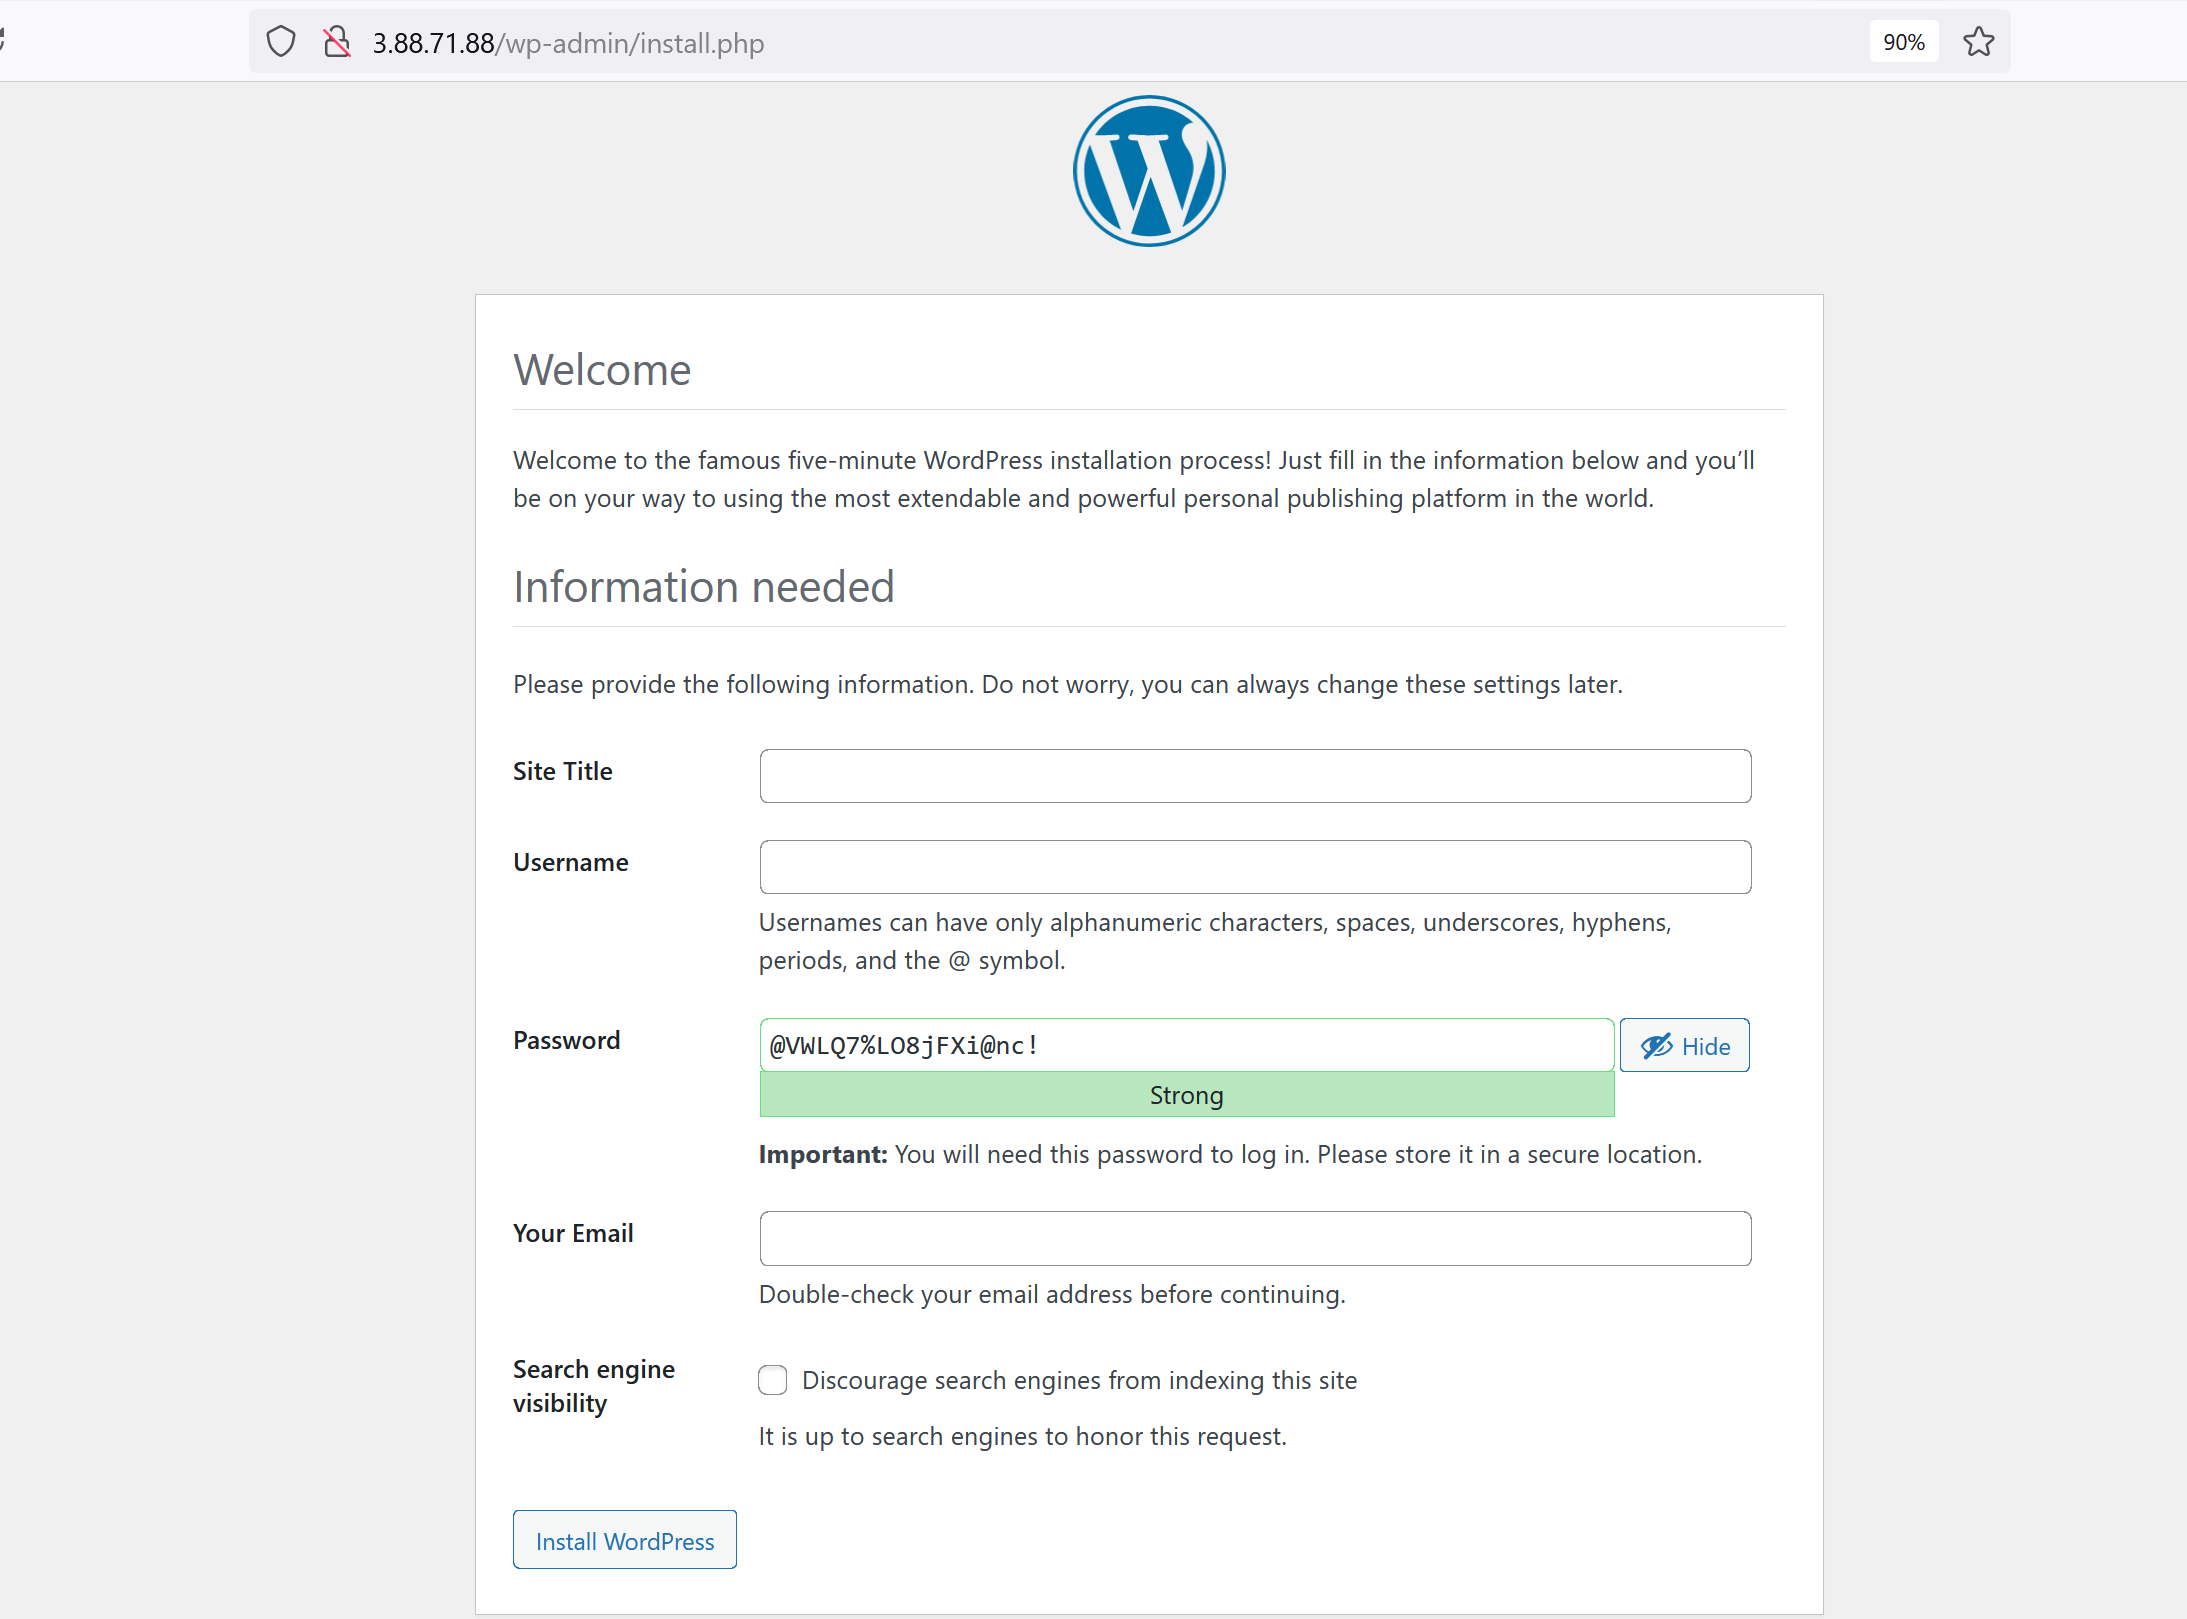 3.88.71.88/wp-admin/install.php
90%
Welcome
Welcome to the famous five-minute WordPress installation process! Just fill in the information below and you’ll
be on your way to using the most extendable and powerful personal publishing platform in the world.
Information needed
Please provide the following information. Do not worry, you can always change these settings later.
Site Title
Username
Usernames can have only alphanumeric characters, spaces, underscores, hyphens,
periods, and the @ symbol.
Password
@VWLQ7%LO8jFXi@nc!
Hide
Strong
Important: You will need this password to log in. Please store it in a secure location.
Your Email
Double-check your email address before continuing.
Search engine
visibility
Discourage search engines from indexing this site
It is up to search engines to honor this request.
Install WordPress